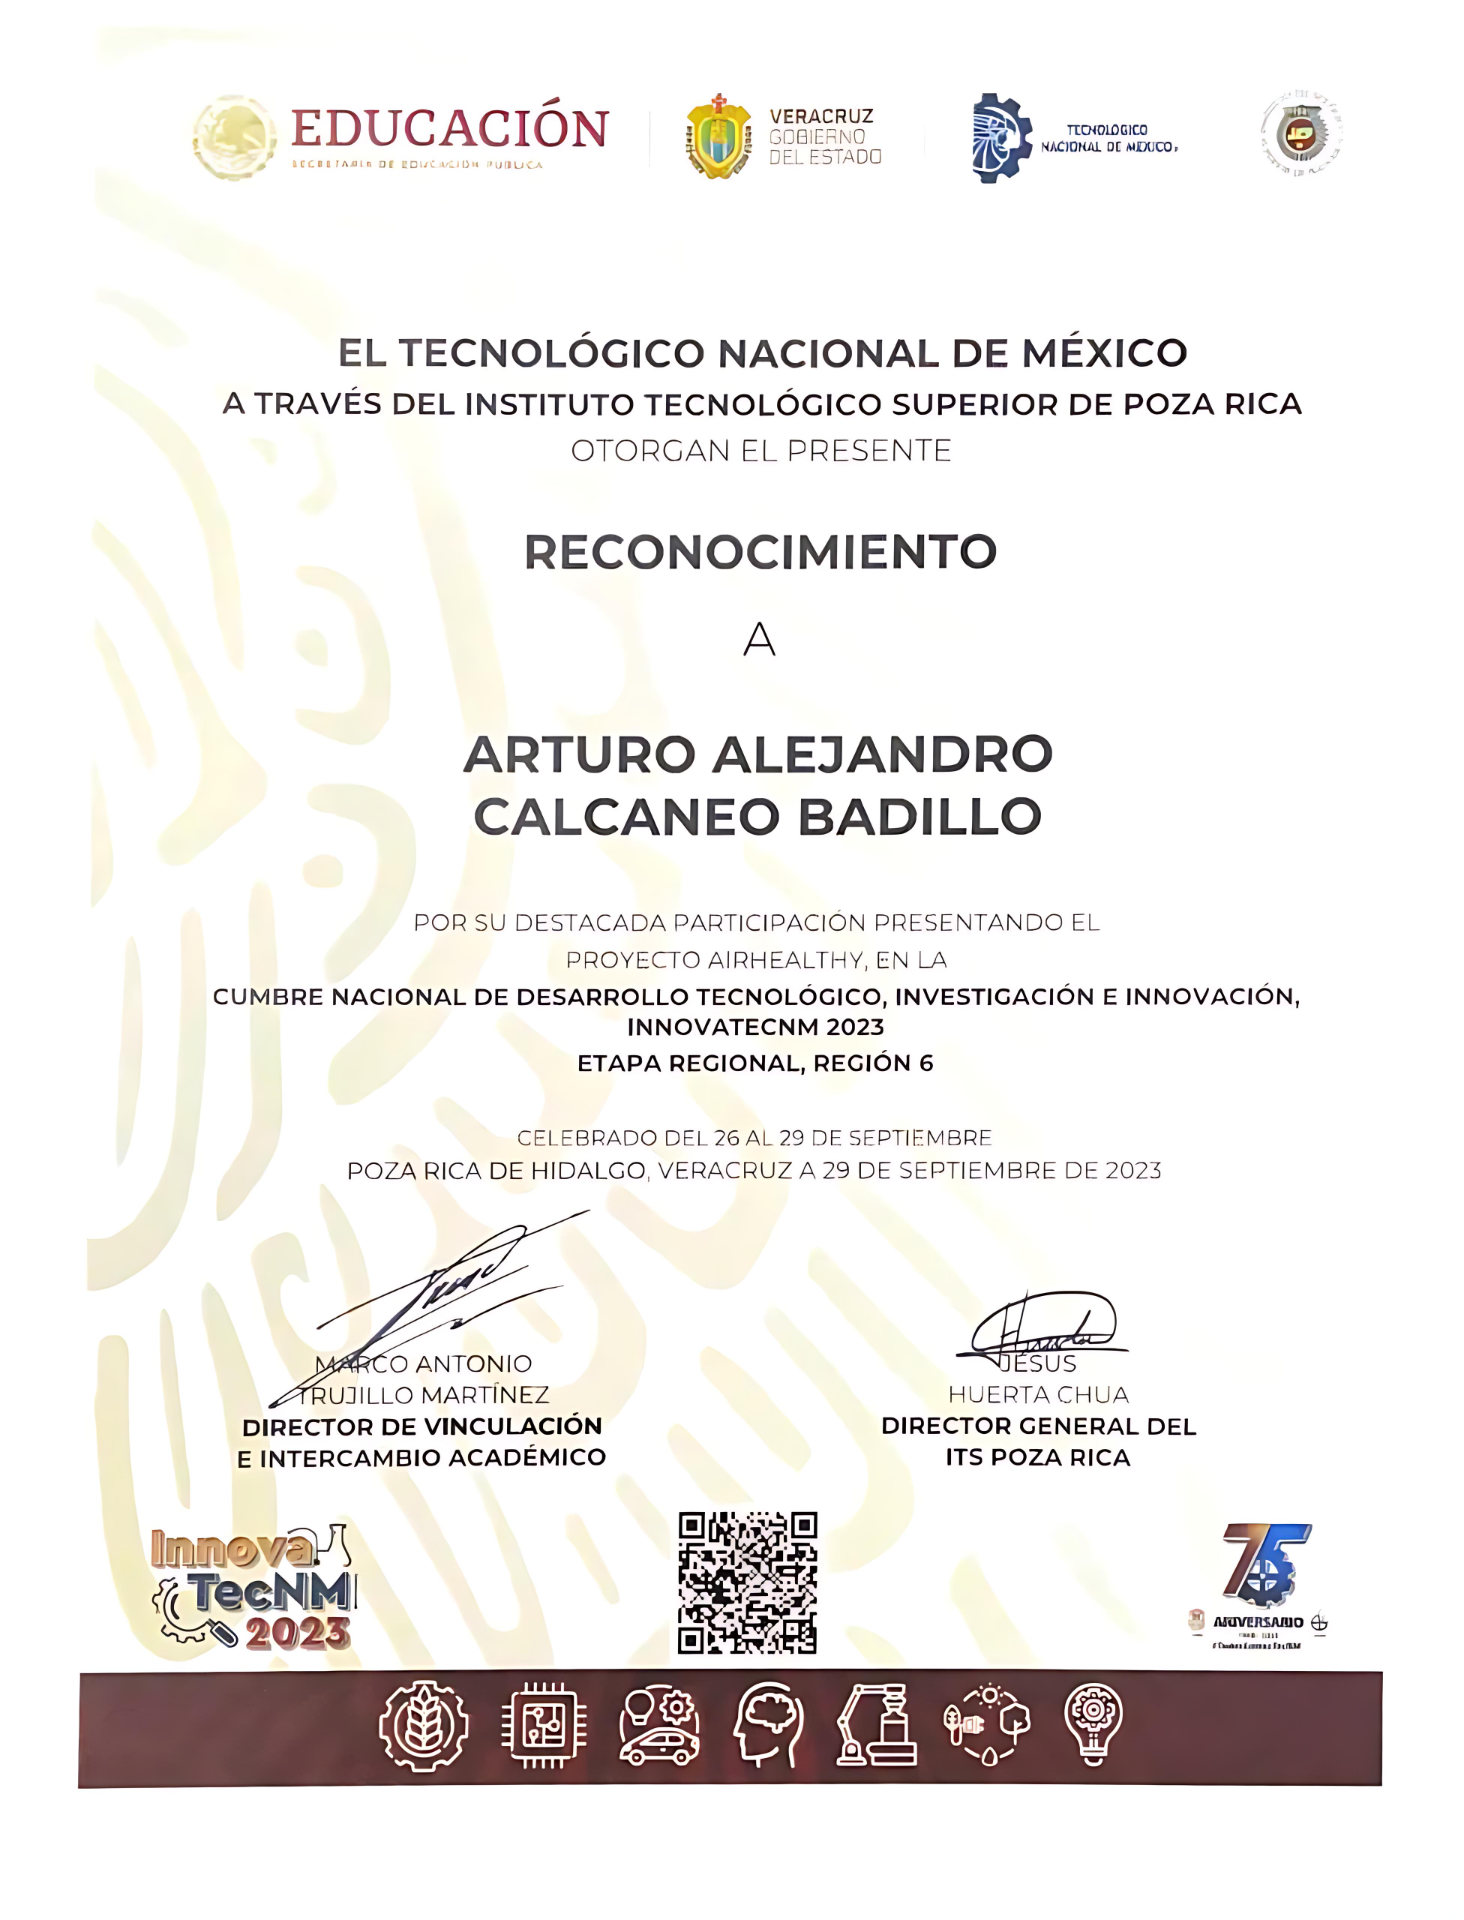 EDUCACIÓN
SECRETARÍA DE EDUCACIÓN PÚBLICA
VERACRUZ
GOBIERNO
DEL ESTADO
TECNOLÓGICO
NACIONAL DE MÉXICO
EL TECNOLÓGICO NACIONAL DE MÉXICO
A TRAVÉS DEL INSTITUTO TECNOLÓGICO SUPERIOR DE POZA RICA
OTORGAN EL PRESENTE
RECONOCIMIENTO
A
ARTURO ALEJANDRO
CALCANEO BADILLO
POR SU DESTACADA PARTICIPACIÓN PRESENTANDO EL
PROYECTO AIRHEALTHY, EN LA
CUMBRE NACIONAL DE DESARROLLO TECNOLÓGICO, INVESTIGACIÓN E INNOVACIÓN,
INNOVATECNM 2023
ETAPA REGIONAL, REGIÓN 6
CELEBRADO DEL 26 AL 29 DE SEPTIEMBRE
POZA RICA DE HIDALGO, VERACRUZ A 29 DE SEPTIEMBRE DE 2023
MARCO ANTONIO
TRUJILLO MARTÍNEZ
DIRECTOR DE VINCULACIÓN
E INTERCAMBIO ACADÉMICO
JESUS
HUERTA CHUA
DIRECTOR GENERAL DEL
ITS POZA RICA
Innova
TecNM
2023
75
ANIVERSARIO